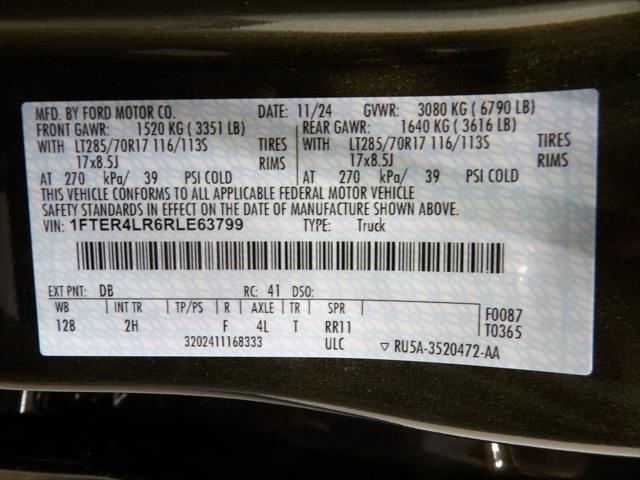 MFD. BY FORD MOTOR CO. DATE: 11/24 GVWR: 3080 KG ( 6790 LB)
FRONT GAWR: 1520 KG ( 3351 LB) REAR GAWR: 1640 KG ( 3616 LB)
WITH LT285/70R17 116/113S TIRES WITH LT285/70R17 116/113S TIRES
17x8.5J RIMS 17x8.5J RIMS
AT 270 kPa/ 39 PSI COLD AT 270 kPa/ 39 PSI COLD
THIS VEHICLE CONFORMS TO ALL APPLICABLE FEDERAL MOTOR VEHICLE
SAFETY STANDARDS IN EFFECT ON THE DATE OF MANUFACTURE SHOWN ABOVE.
VIN: 1FTER4LR6RLE63799 TYPE: Truck
EXT PNT: DB RC: 41 DSO:
WB INT TR TP/PS R AXLE TR SPR F0087
128 2H F 4L T RR11 T0365
3202411168333 ULC ▽ RU5A-3520472-AA